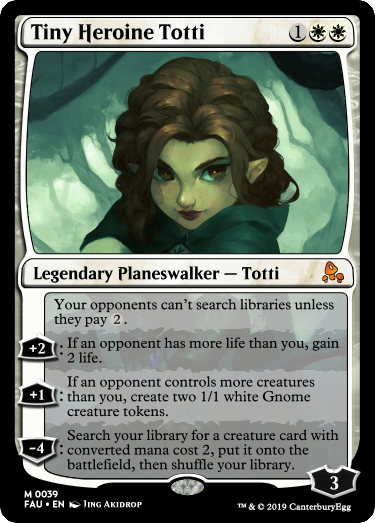 Tiny Heroine Totti 1
Legendary Planeswalker — Totti
Your opponents can't search libraries unless
they pay 2.
+2: If an opponent has more life than you, gain
2 life.
+1: If an opponent controls more creatures
than you, create two 1/1 white Gnome
creature tokens.
-4: Search your library for a creature card with
converted mana cost 2, put it onto the
battlefield, then shuffle your library.
3
M 0039
FAU • EN Jing Akidrop
™ & © 2019 CanterburyEgg